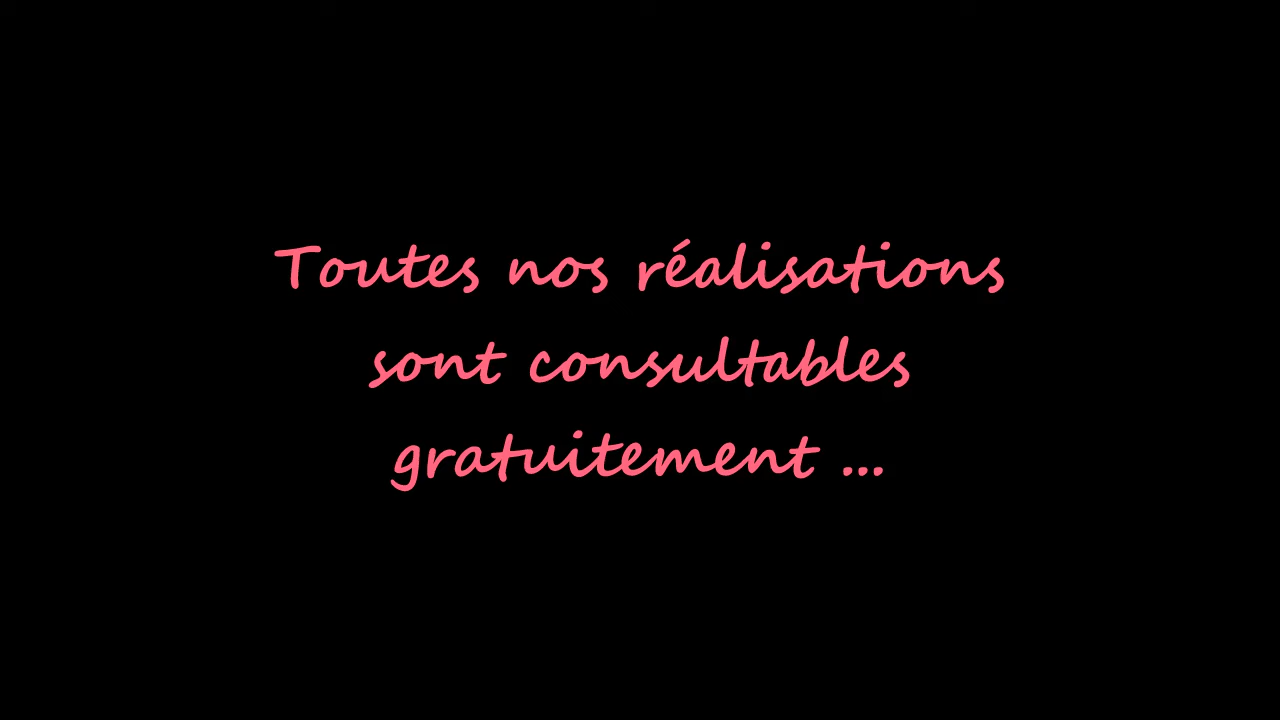 Toutes nos réalisations
sont consultables
gratuitement ...